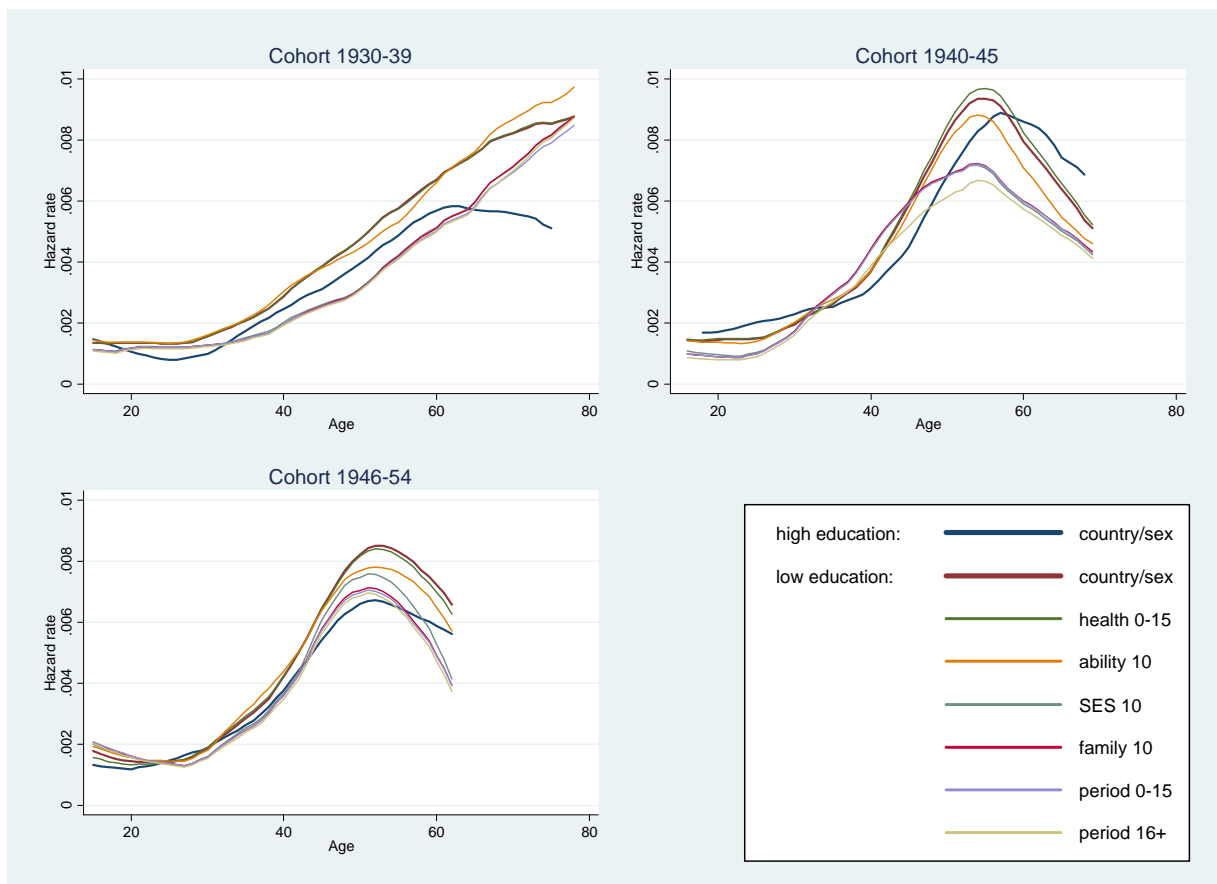 Cohort 1930-39
.01
.008
.006
.004
.002
0
Hazard rate
20 40 60 80
Age
Cohort 1940-45
.01
.008
.006
.004
.002
0
Hazard rate
20 40 60 80
Age
Cohort 1946-54
.01
.008
.006
.004
.002
0
Hazard rate
20 40 60 80
Age
high education: country/sex
low education: country/sex
health 0-15
ability 10
SES 10
family 10
period 0-15
period 16+